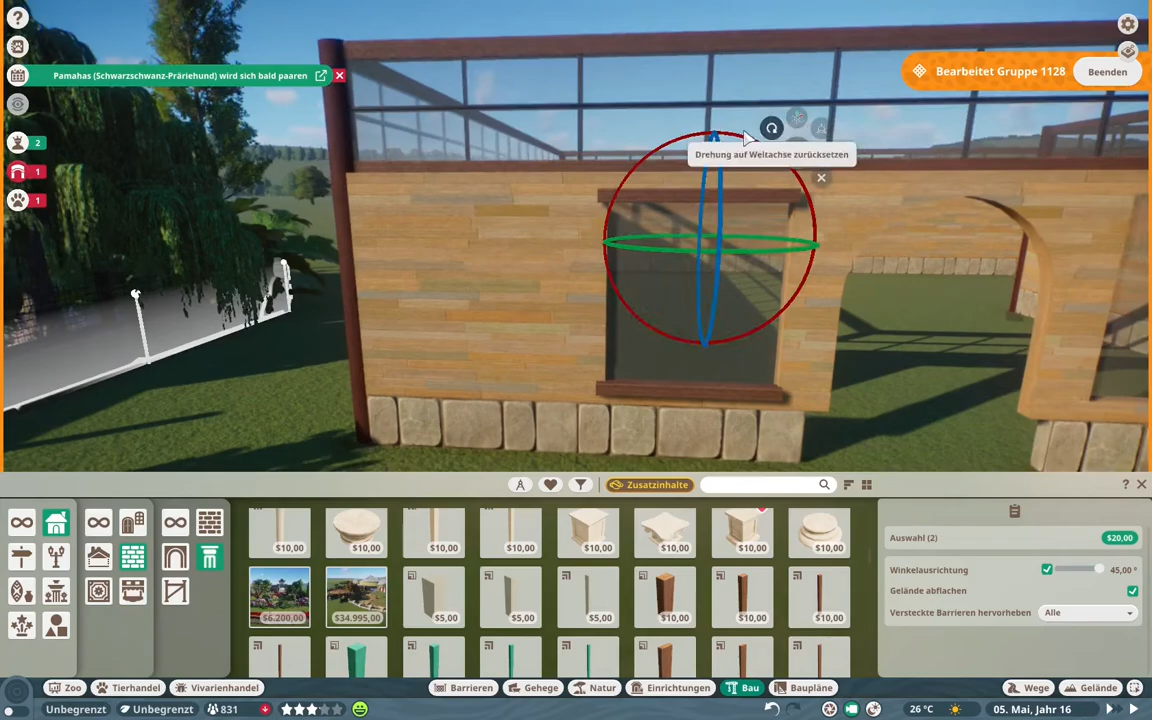 Pamahas (Schwarzschwanz-Präriehund) wird sich bald paaren
Bearbeitet Gruppe 1128
Beenden
2
1
1
Drehung auf Weltachse zurücksetzen
Zusatzinhalte
$10,00 $10,00 $10,00 $10,00 $10,00 $10,00 $10,00 $10,00
$6.200,00 $34.995,00 $5,00 $5,00 $5,00 $10,00 $10,00 $10,00
Auswahl (2) $20,00
Winkelausrichtung 45,00 °
Gelände abflachen
Versteckte Barrieren hervorheben Alle
Zoo Tierhandel Vivarienhandel Barrieren Gehege Natur Einrichtungen Bau Baupläne Wege Gelände
Unbegrenzt Unbegrenzt 831 26 °C 05. Mai, Jahr 16